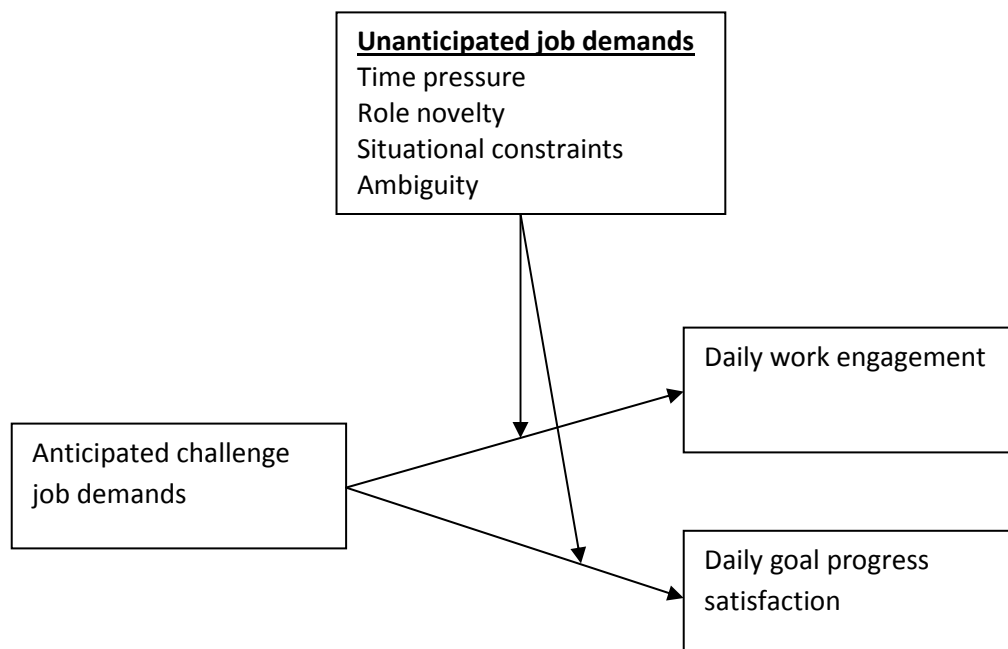 Unanticipated job demands
Time pressure
Role novelty
Situational constraints
Ambiguity
Daily work engagement
Anticipated challenge
job demands
Daily goal progress
satisfaction